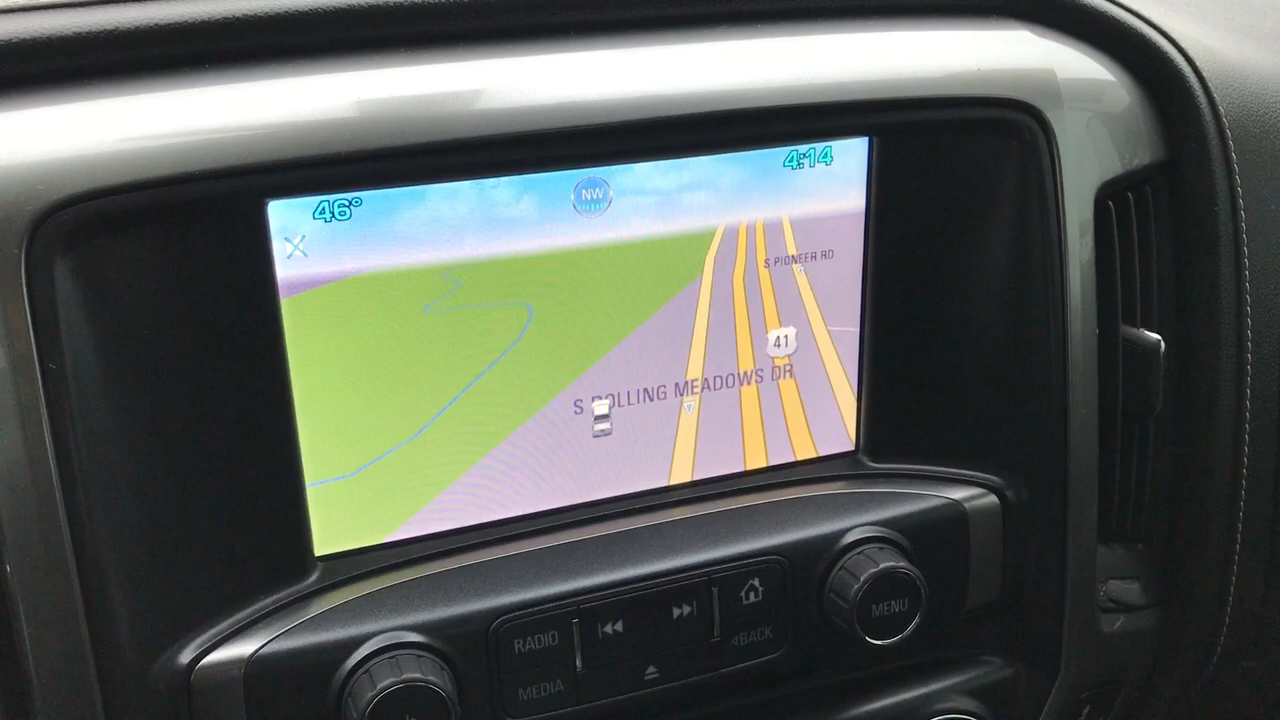 46°
NW
4:14
S PIONEER RD
41
S ROLLING MEADOWS DR
RADIO
MEDIA
BACK
MENU